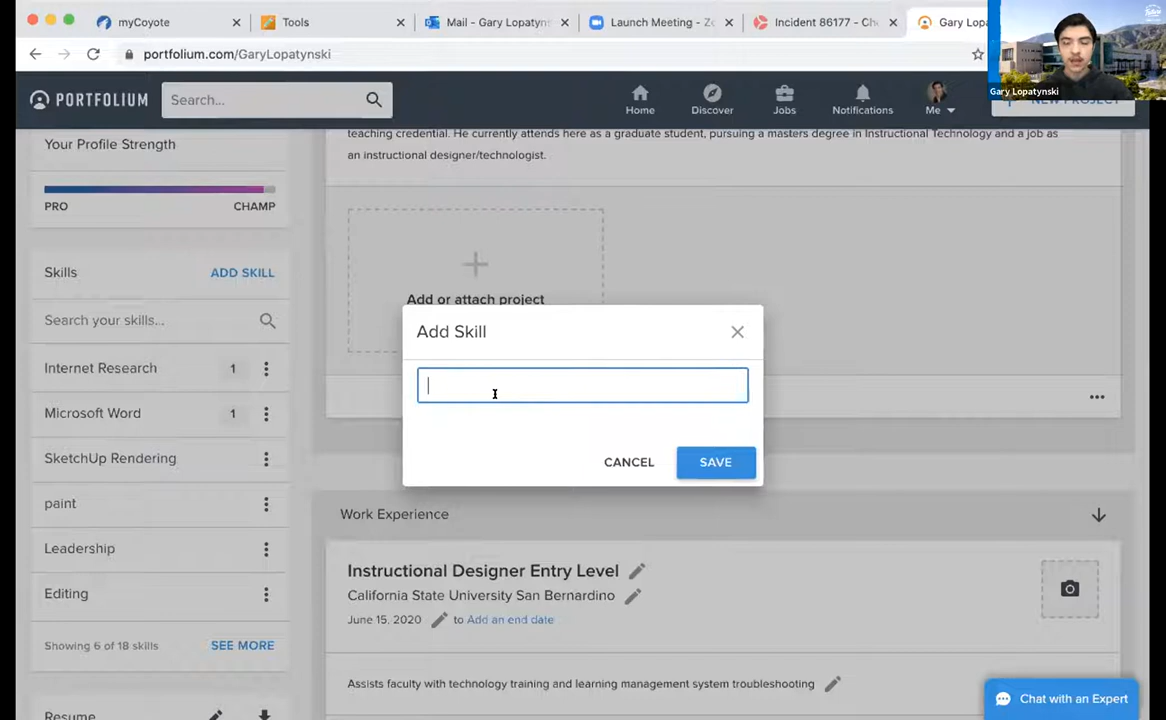 myCoyote
Tools
Mail - Gary Lopatyns
Launch Meeting - Ze
Incident 86177 - Che
Gary Lopa
portfolium.com/GaryLopatynski
Gary Lopatynski
PORTFOLIUM
Search...
Home
Discover
Jobs
Notifications
Me
NEW PROJECT
teaching credential. He currently attends here as a graduate student, pursuing a masters degree in Instructional Technology and a job as
an instructional designer/technologist.
Your Profile Strength
PRO
CHAMP
Skills
ADD SKILL
Search your skills...
Internet Research
1
Microsoft Word
1
SketchUp Rendering
paint
Leadership
Editing
Showing 6 of 18 skills
SEE MORE
Resume
Add or attach project
Add Skill
CANCEL
SAVE
Work Experience
Instructional Designer Entry Level
California State University San Bernardino
June 15, 2020
to Add an end date
Assists faculty with technology training and learning management system troubleshooting
Chat with an Expert